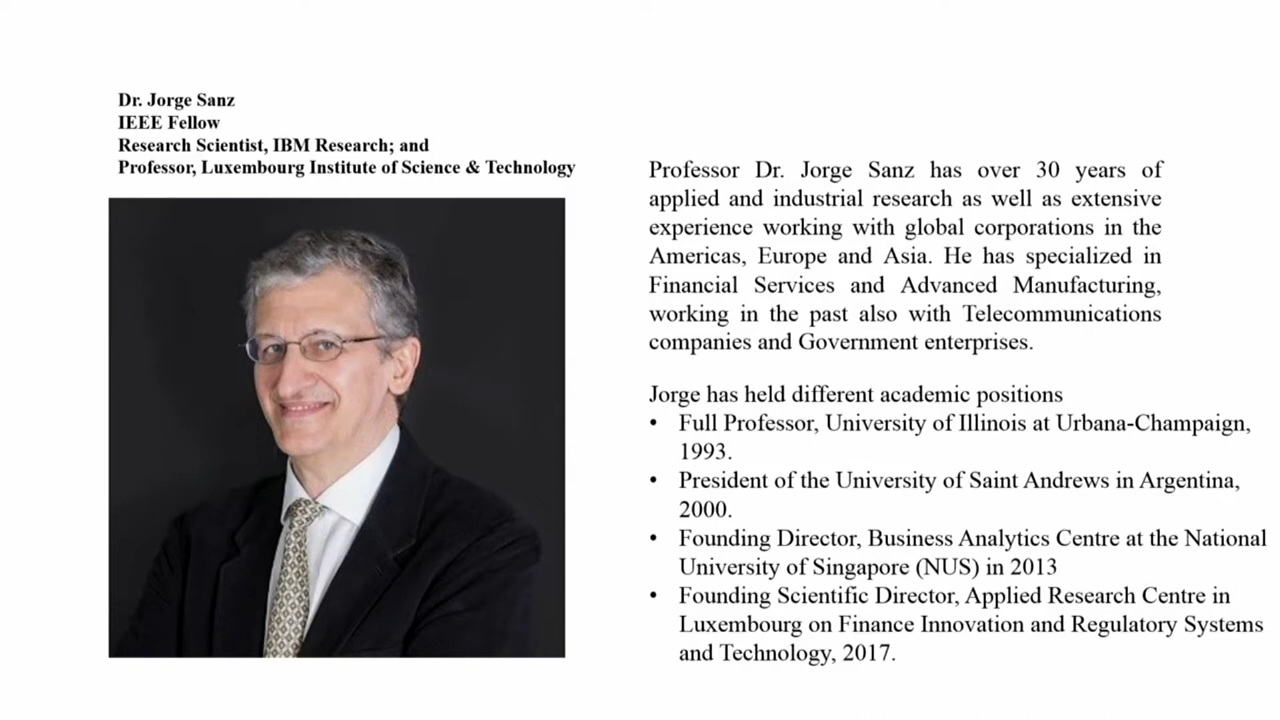 Dr. Jorge Sanz
IEEE Fellow
Research Scientist, IBM Research; and
Professor, Luxembourg Institute of Science & Technology
Professor Dr. Jorge Sanz has over 30 years of
applied and industrial research as well as extensive
experience working with global corporations in the
Americas, Europe and Asia. He has specialized in
Financial Services and Advanced Manufacturing,
working in the past also with Telecommunications
companies and Government enterprises.
Jorge has held different academic positions
• Full Professor, University of Illinois at Urbana-Champaign,
1993.
• President of the University of Saint Andrews in Argentina,
2000.
• Founding Director, Business Analytics Centre at the National
University of Singapore (NUS) in 2013
• Founding Scientific Director, Applied Research Centre in
Luxembourg on Finance Innovation and Regulatory Systems
and Technology, 2017.